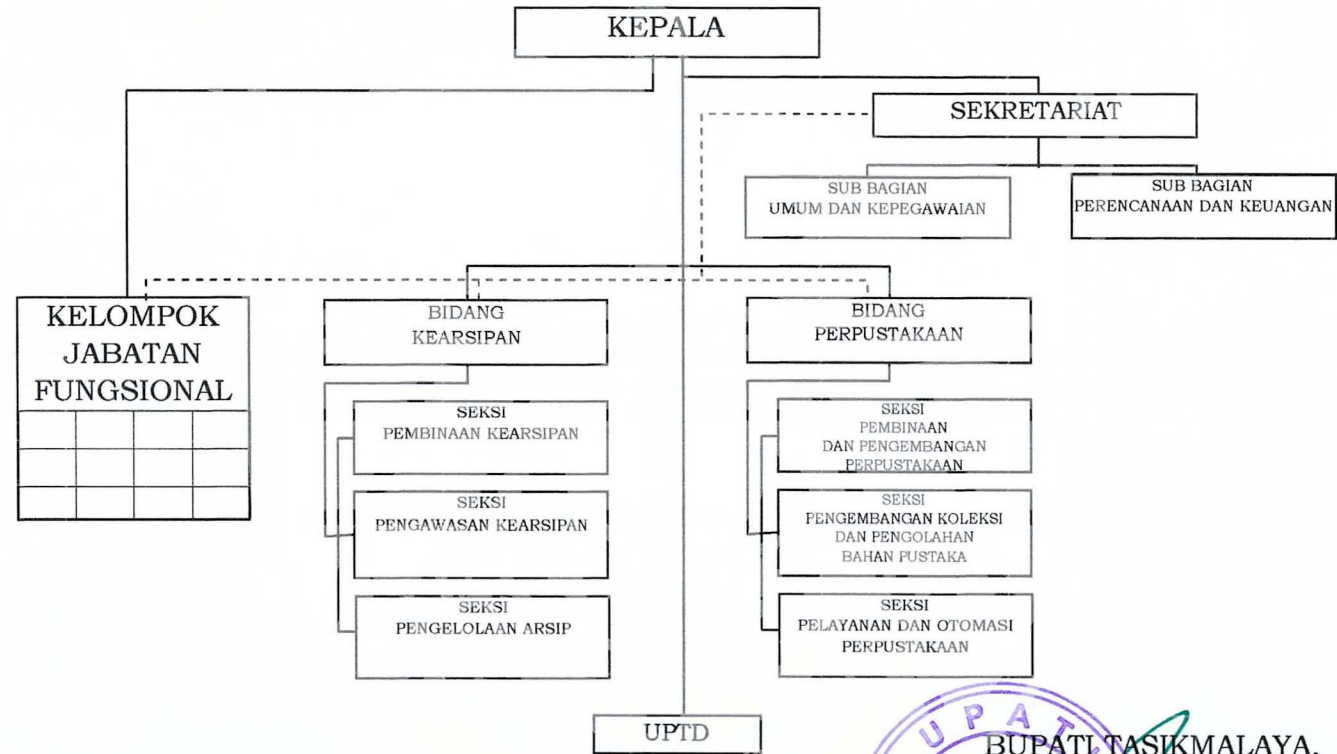 KEPALA
SEKRETARIAT
SUB BAGIAN
UMUM DAN KEPEGAWAIAN
SUB BAGIAN
PERENCANAAN DAN KEUANGAN
KELOMPOK
JABATAN
FUNGSIONAL
BIDANG
KEARSIPAN
BIDANG
PERPUSTAKAAN
SEKSI
PEMBINAAN KEARSIPAN
SEKSI
PENGAWASAN KEARSIPAN
SEKSI
PENGELOLAAN ARSIP
SEKSI
PEMBINAAN
DAN PENGEMBANGAN
PERPUSTAKAAN
SEKSI
PENGEMBANGAN KOLEKSI
DAN PENGOLAHAN
BAHAN PUSTAKA
SEKSI
PELAYANAN DAN OTOMASI
PERPUSTAKAAN
UPTD
UPAT
BUPATI TASIKMALAYA,